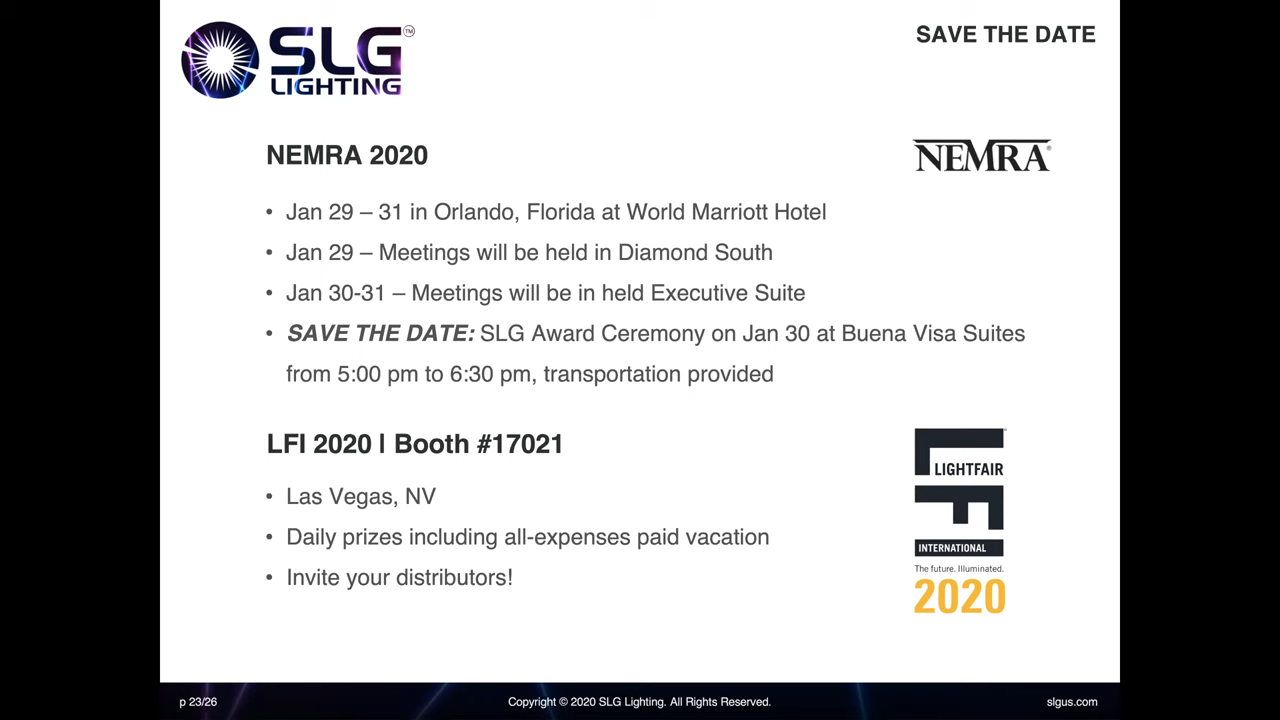 SLG™
LIGHTING
SAVE THE DATE
NEMRA 2020
NEMRA®
• Jan 29 – 31 in Orlando, Florida at World Marriott Hotel
• Jan 29 – Meetings will be held in Diamond South
• Jan 30-31 – Meetings will be in held Executive Suite
• SAVE THE DATE: SLG Award Ceremony on Jan 30 at Buena Visa Suites
from 5:00 pm to 6:30 pm, transportation provided
LFI 2020 | Booth #17021
• Las Vegas, NV
• Daily prizes including all-expenses paid vacation
• Invite your distributors!
LIGHTFAIR
INTERNATIONAL
The future. Illuminated.
2020
p 23/26
Copyright © 2020 SLG Lighting. All Rights Reserved.
slgus.com